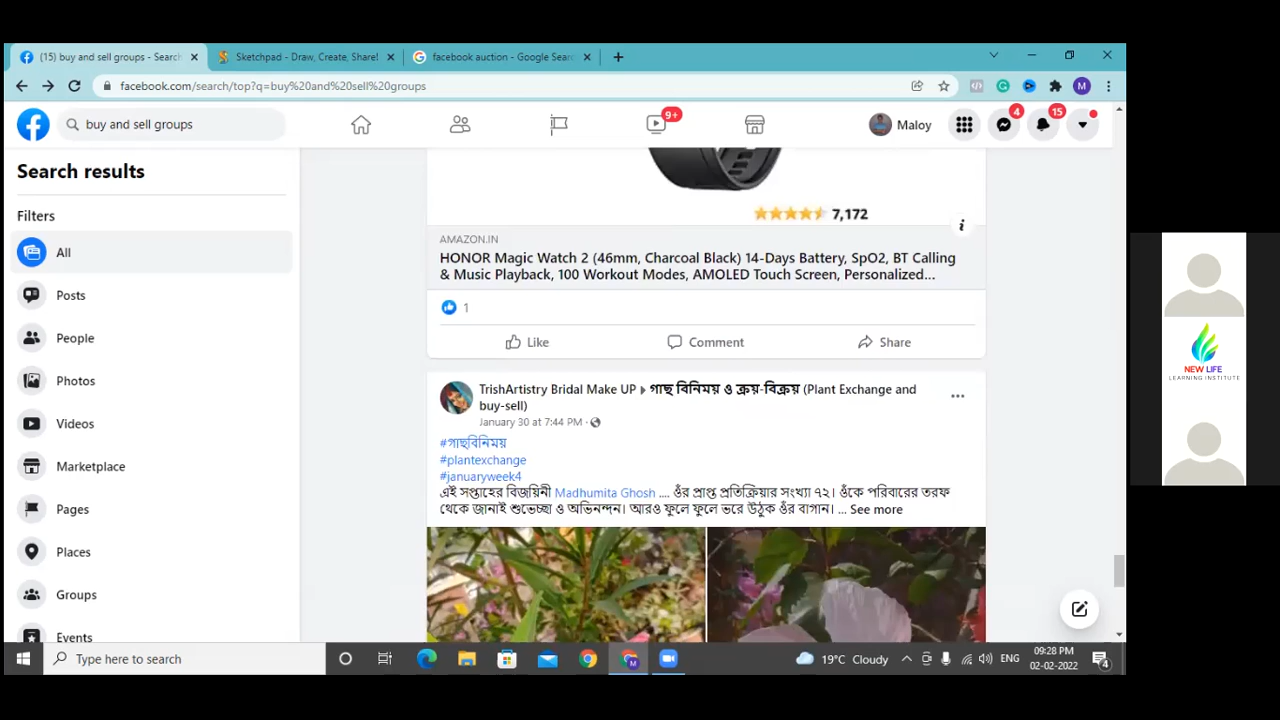 (15) buy and sell groups - Search
Sketchpad - Draw, Create, Share!
facebook auction - Google Sear
facebook.com/search/top?q=buy%20and%20sell%20groups
M
buy and sell groups
9+
Maloy
4
15
Search results
Filters
All
Posts
People
Photos
Videos
Marketplace
Pages
Places
Groups
Events
7,172
AMAZON.IN
HONOR Magic Watch 2 (46mm, Charcoal Black) 14-Days Battery, SpO2, BT Calling
& Music Playback, 100 Workout Modes, AMOLED Touch Screen, Personalized...
1
Like
Comment
Share
TrishArtistry Bridal Make UP গাছ বিনিময় ও ক্রয়-বিক্রয় (Plant Exchange and
buy-sell)
January 30 at 7:44 PM ·
#গাছবিনিময়
#plantexchange
#januaryweek4
এই সপ্তাহের বিজয়িনী Madhumita Ghosh .... ওঁর প্রাপ্ত প্রতিক্রিয়ার সংখ্যা ৭২। ওঁকে পরিবারের তরফ
থেকে জানাই শুভেচ্ছা ও অভিনন্দন। আরও ফুলে ফুলে ভরে উঠুক ওঁর বাগান। ... See more
NEW LIFE
LEARNING INSTITUTE
Type here to search
19°C Cloudy
ENG
09:28 PM
02-02-2022
4